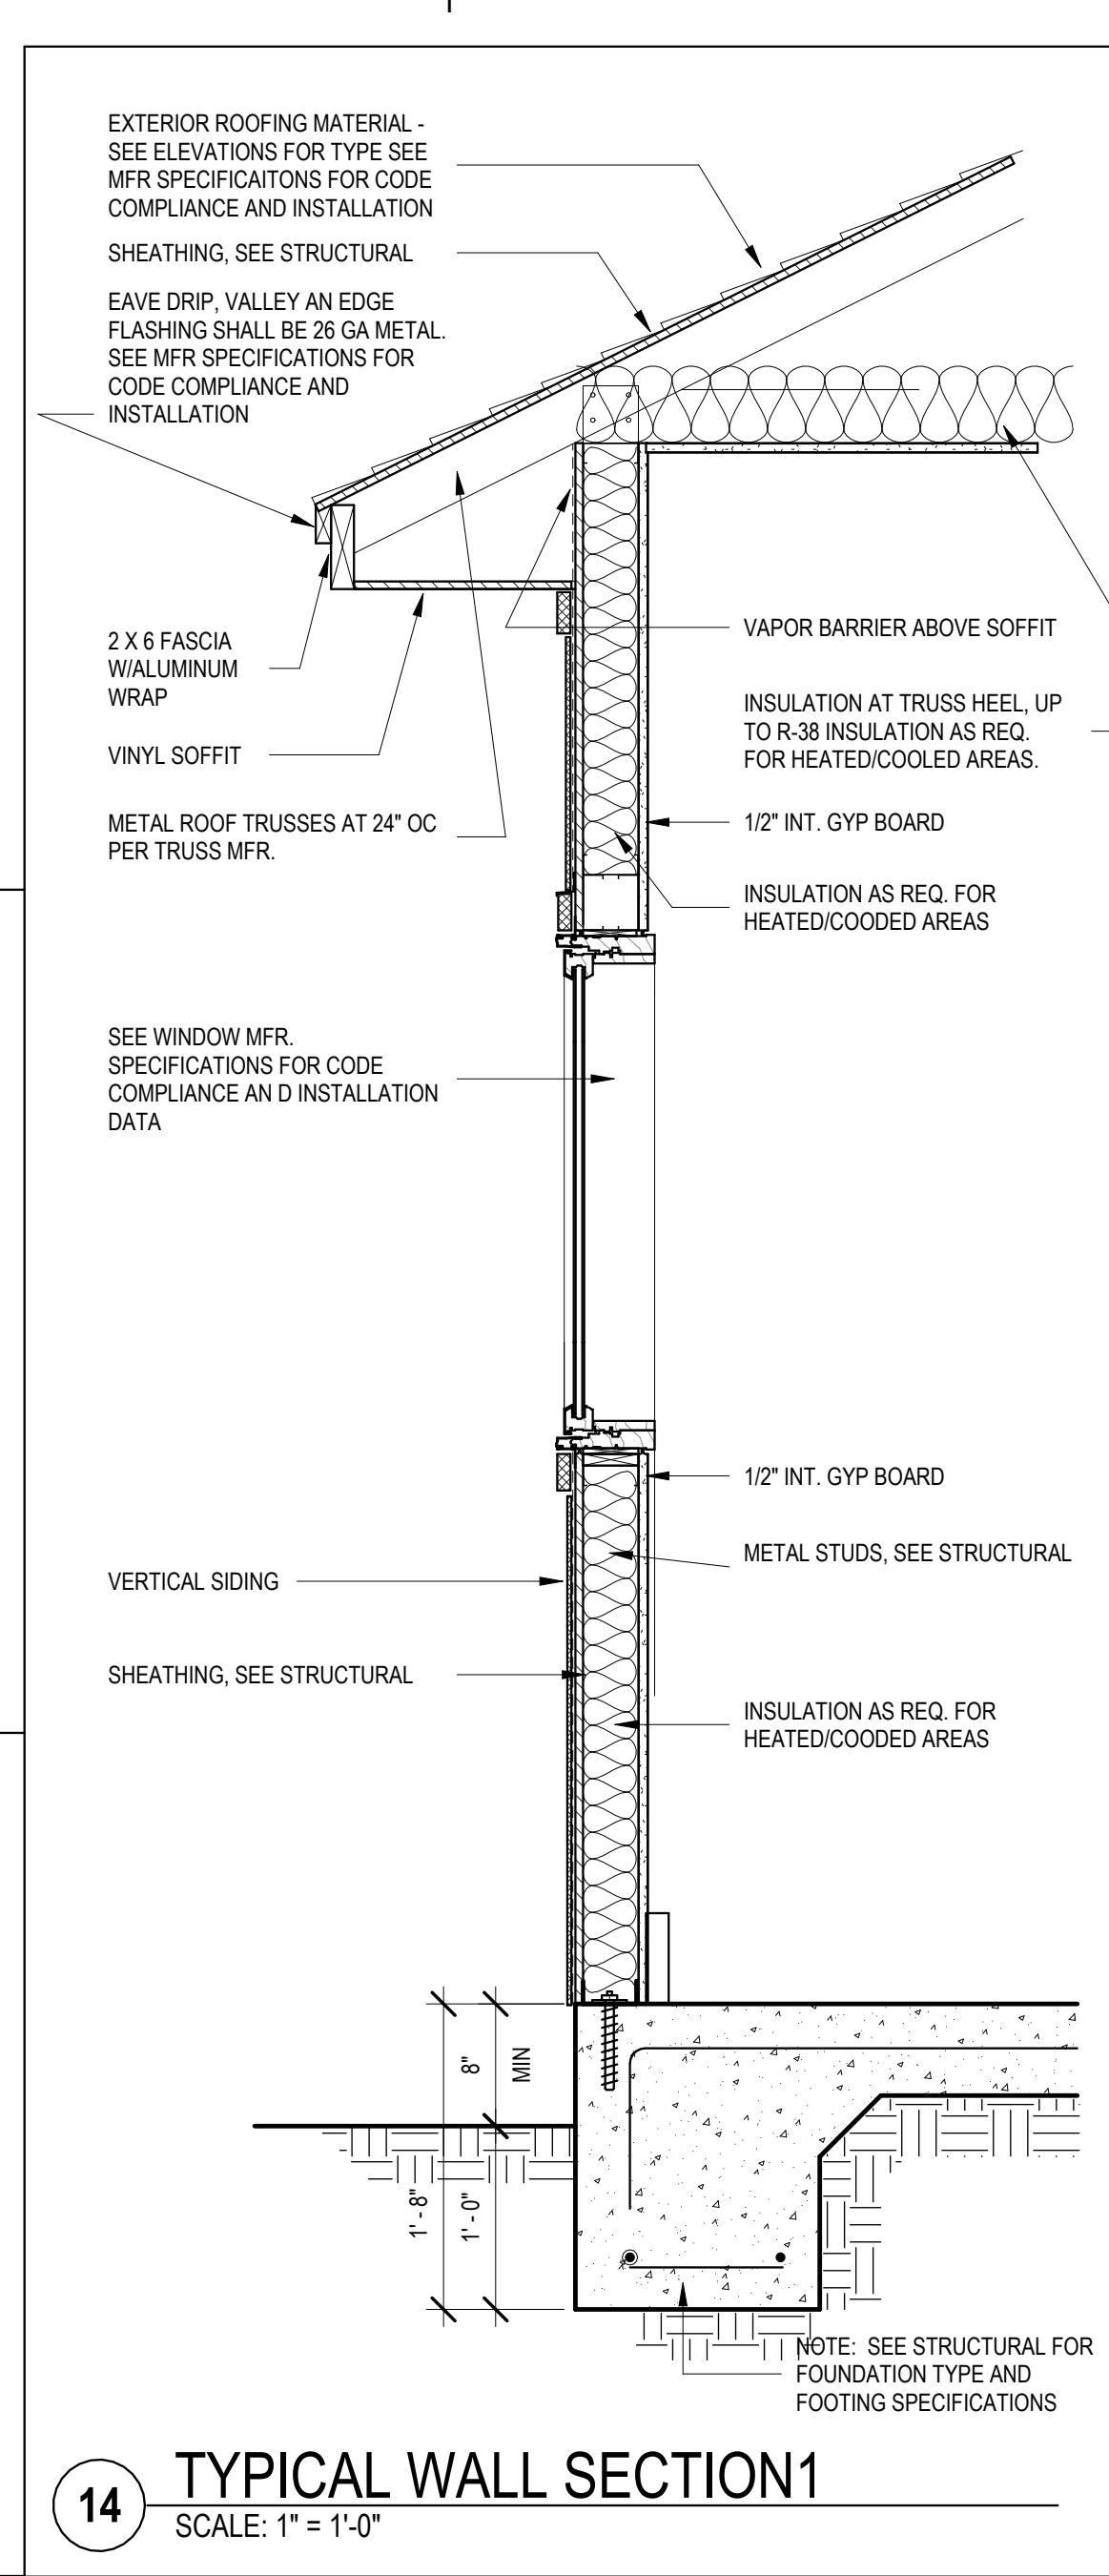 EXTERIOR ROOFING MATERIAL -
SEE ELEVATIONS FOR TYPE SEE
MFR SPECIFICAITONS FOR CODE
COMPLIANCE AND INSTALLATION
SHEATHING, SEE STRUCTURAL
EAVE DRIP, VALLEY AN EDGE
FLASHING SHALL BE 26 GA METAL.
SEE MFR SPECIFICATIONS FOR
CODE COMPLIANCE AND
INSTALLATION
2 X 6 FASCIA
W/ALUMINUM
WRAP
VINYL SOFFIT
METAL ROOF TRUSSES AT 24" OC
PER TRUSS MFR.
VAPOR BARRIER ABOVE SOFFIT
INSULATION AT TRUSS HEEL, UP
TO R-38 INSULATION AS REQ.
FOR HEATED/COOLED AREAS.
1/2" INT. GYP BOARD
INSULATION AS REQ. FOR
HEATED/COODED AREAS
SEE WINDOW MFR.
SPECIFICATIONS FOR CODE
COMPLIANCE AN D INSTALLATION
DATA
1/2" INT. GYP BOARD
METAL STUDS, SEE STRUCTURAL
VERTICAL SIDING
SHEATHING, SEE STRUCTURAL
INSULATION AS REQ. FOR
HEATED/COODED AREAS
8"
MIN
1' - 8"
1' - 0"
NOTE: SEE STRUCTURAL FOR
FOUNDATION TYPE AND
FOOTING SPECIFICATIONS
14
TYPICAL WALL SECTION1
SCALE: 1" = 1'-0"